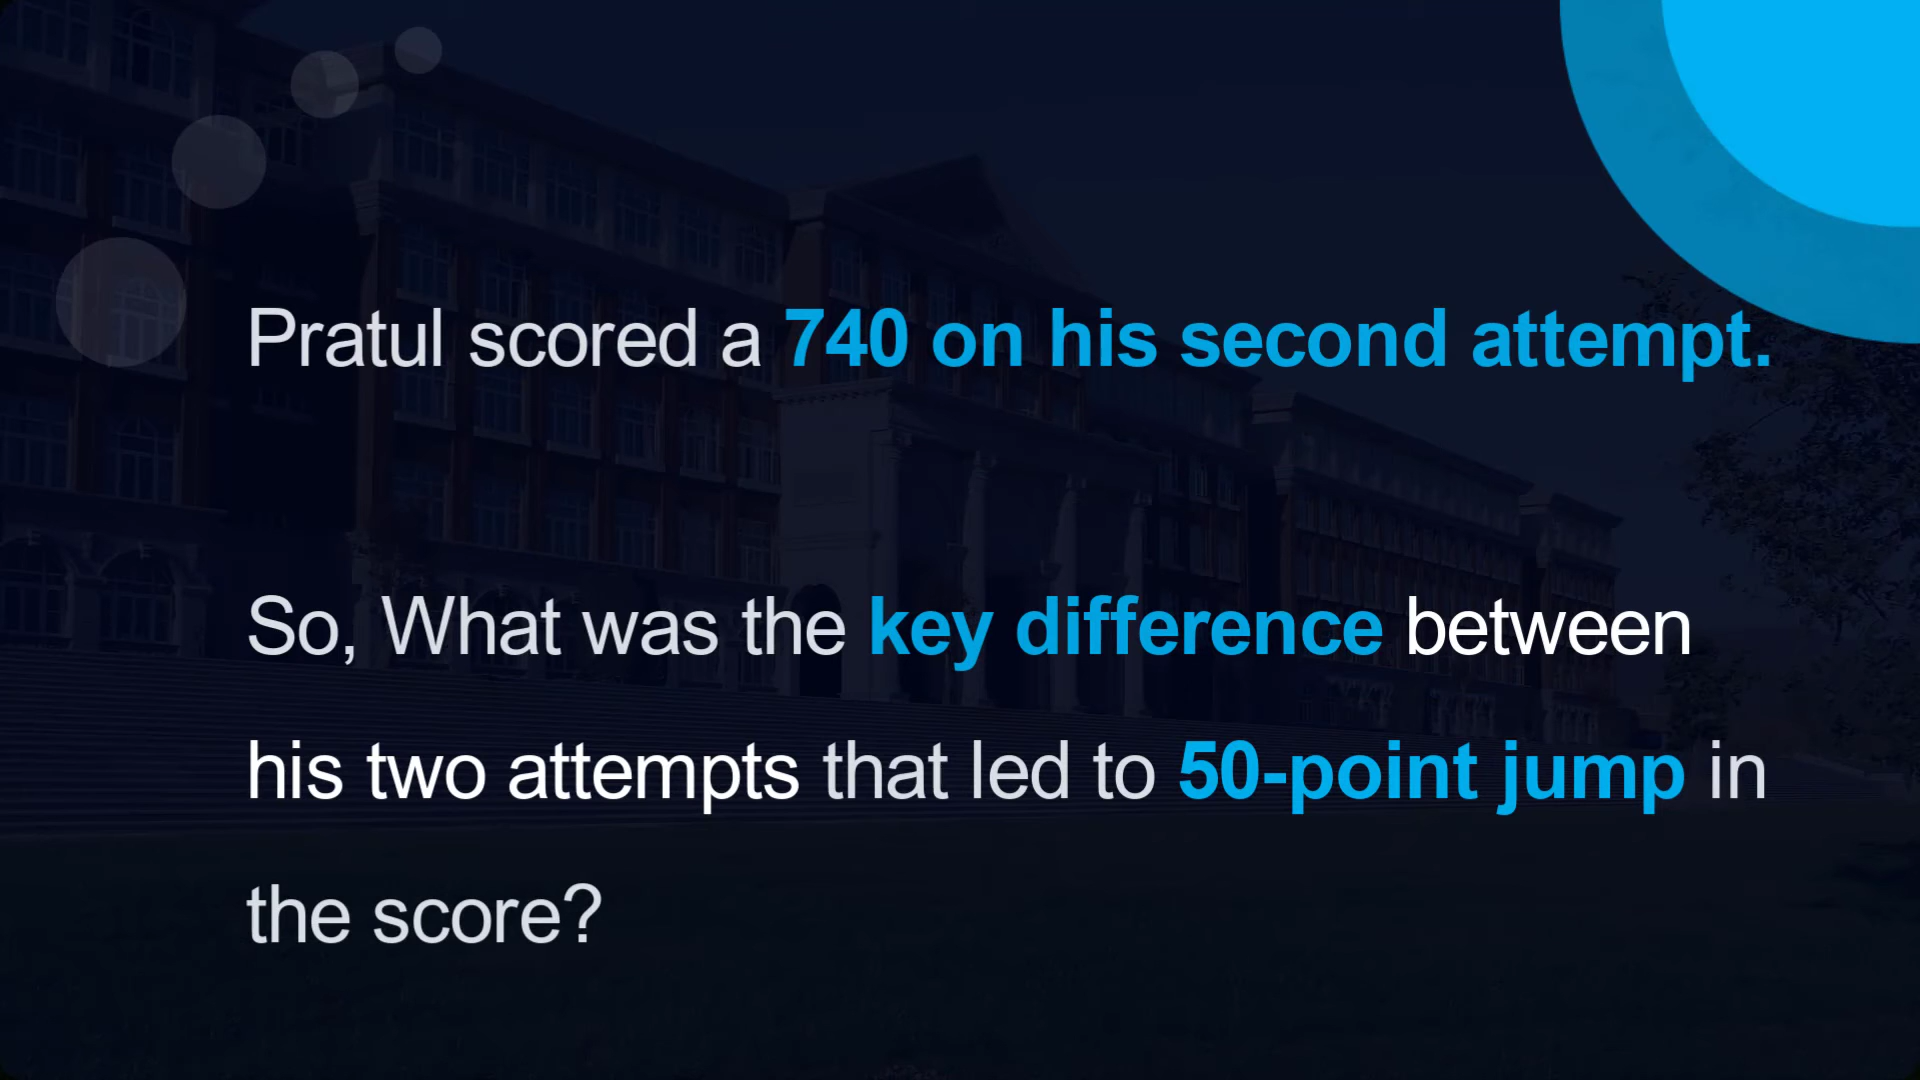 Pratul scored a 740 on his second attempt.
So, What was the key difference between
his two attempts that led to 50-point jump in
the score?